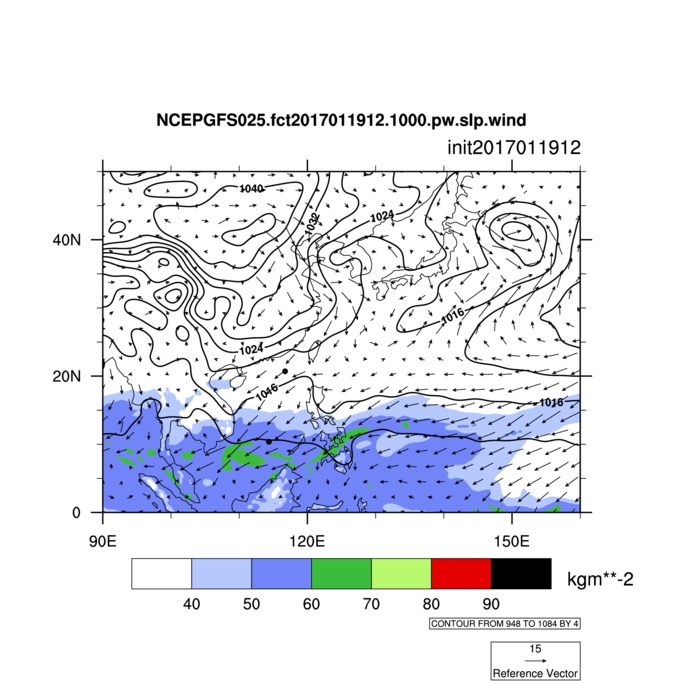 NCEPGFS025.fct2017011912.1000.pw.slp.wind
init2017011912
1040
1032
1024
40N
1016
1024
20N
1016
1016
0
90E 120E 150E
kgm**-2
40 50 60 70 80 90
CONTOUR FROM 948 TO 1084 BY 4
15
Reference Vector